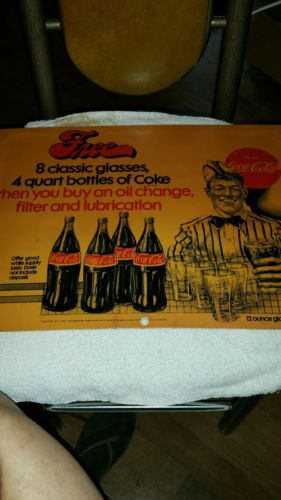 Free
8 classic glasses,
4 quart bottles of Coke
when you buy an oil change,
filter and lubrication
Coca-Cola
Coca-Cola
Coca-Cola
Coca-Cola
Coca-Cola
Offer good
while supply
lasts. Does
not include
deposit.
12 ounce